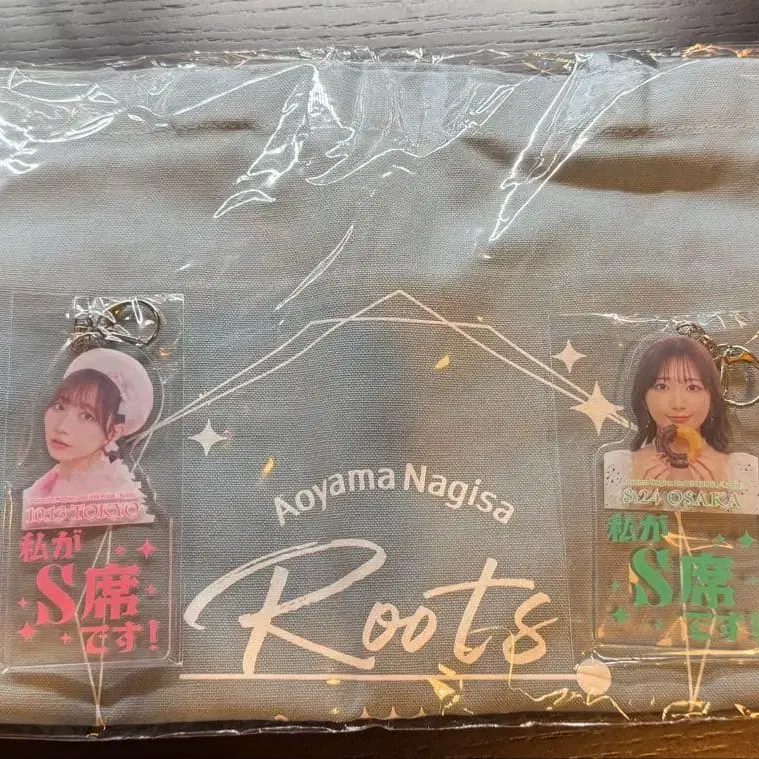 Aoyama Nagisa
Roots
10.13 TOKYO
私が
S席
です！
8.24 OSAKA
私が
S席
です！